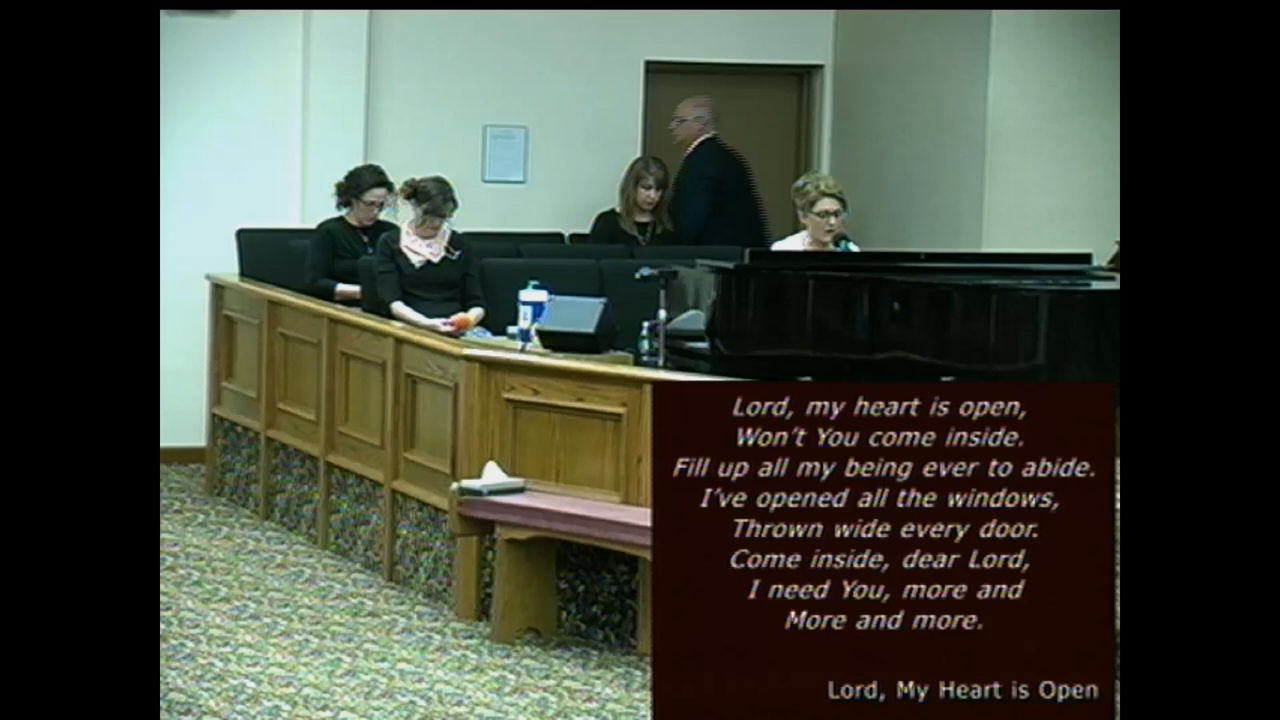 Lord, my heart is open,
Won't You come inside.
Fill up all my being ever to abide.
I've opened all the windows,
Thrown wide every door.
Come inside, dear Lord,
I need You, more and
More and more.
Lord, My Heart is Open